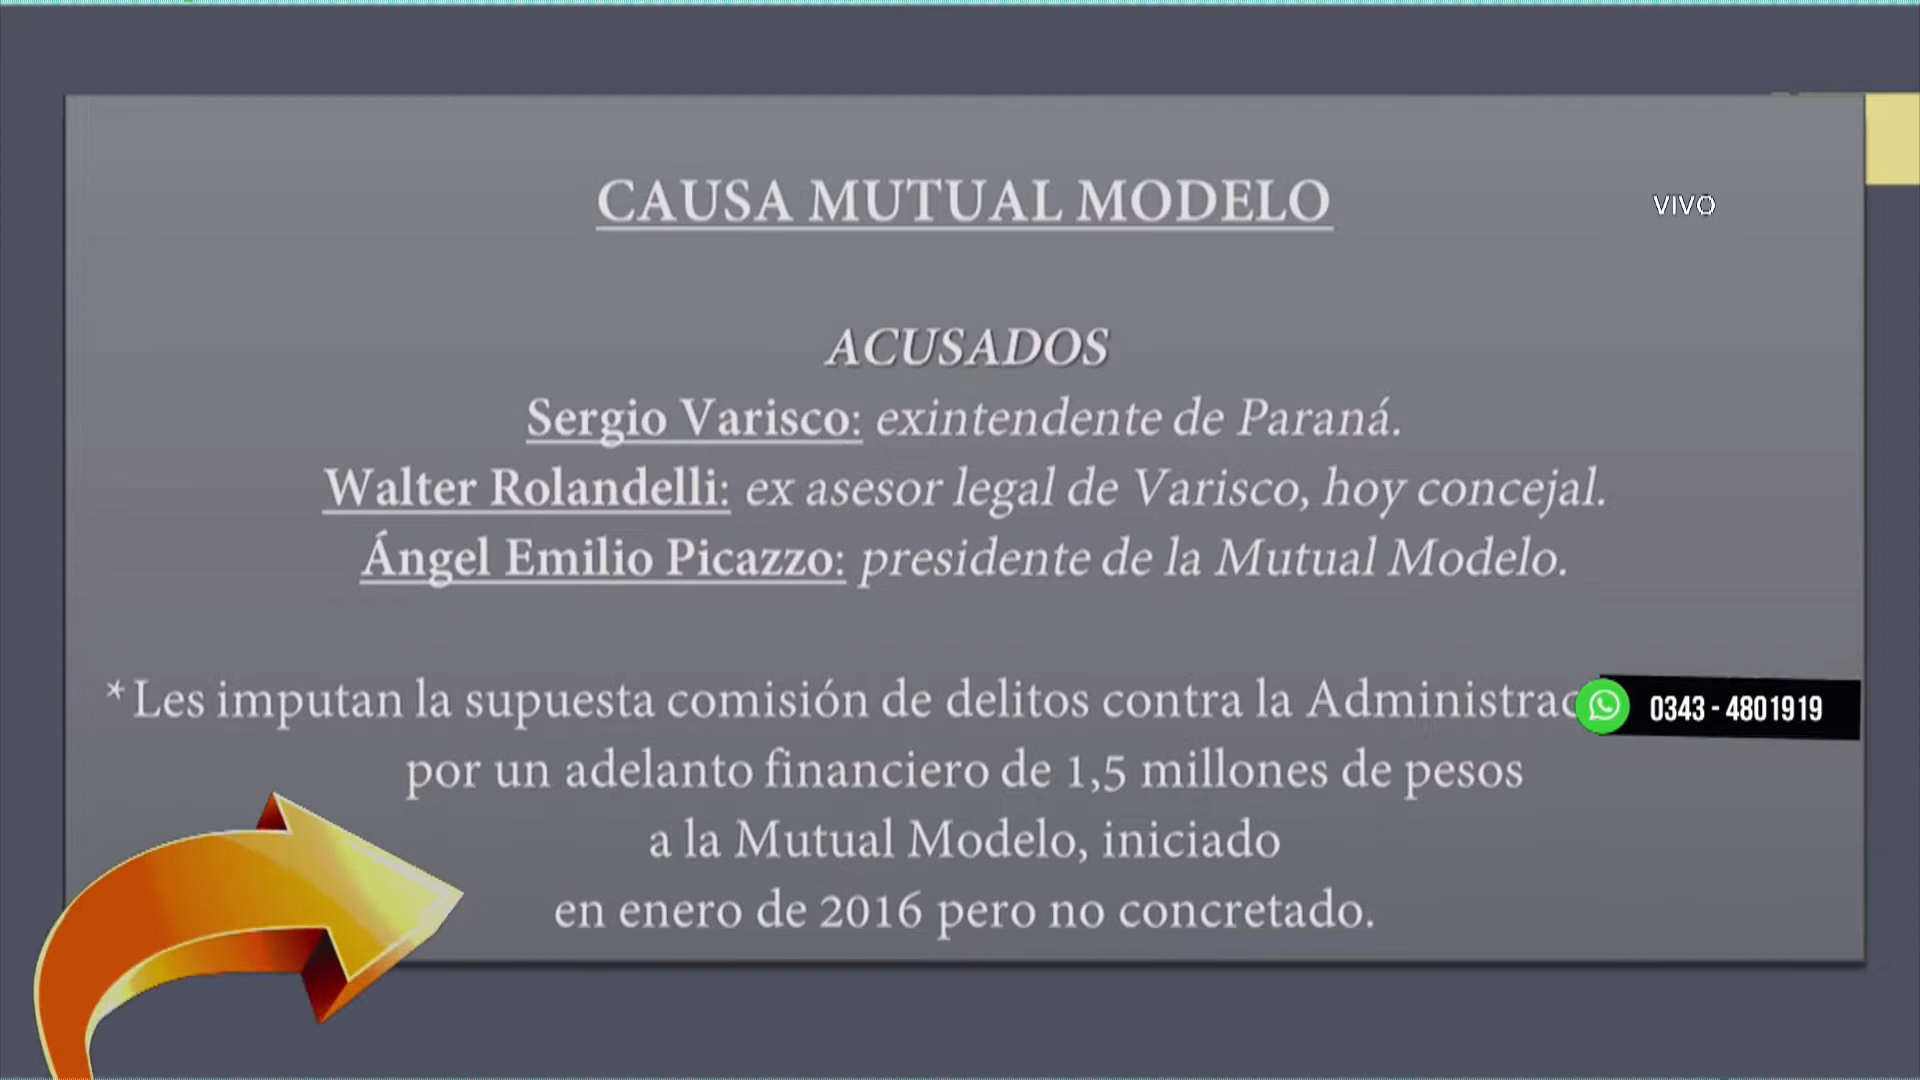 CAUSA MUTUAL MODELO
VIVO
ACUSADOS
Sergio Varisco: exintendente de Paraná.
Walter Rolandelli: ex asesor legal de Varisco, hoy concejal.
Ángel Emilio Picazzo: presidente de la Mutual Modelo.
* Les imputan la supuesta comisión de delitos contra la Administrac
0343 - 4801919
por un adelanto financiero de 1,5 millones de pesos
a la Mutual Modelo, iniciado
en enero de 2016 pero no concretado.